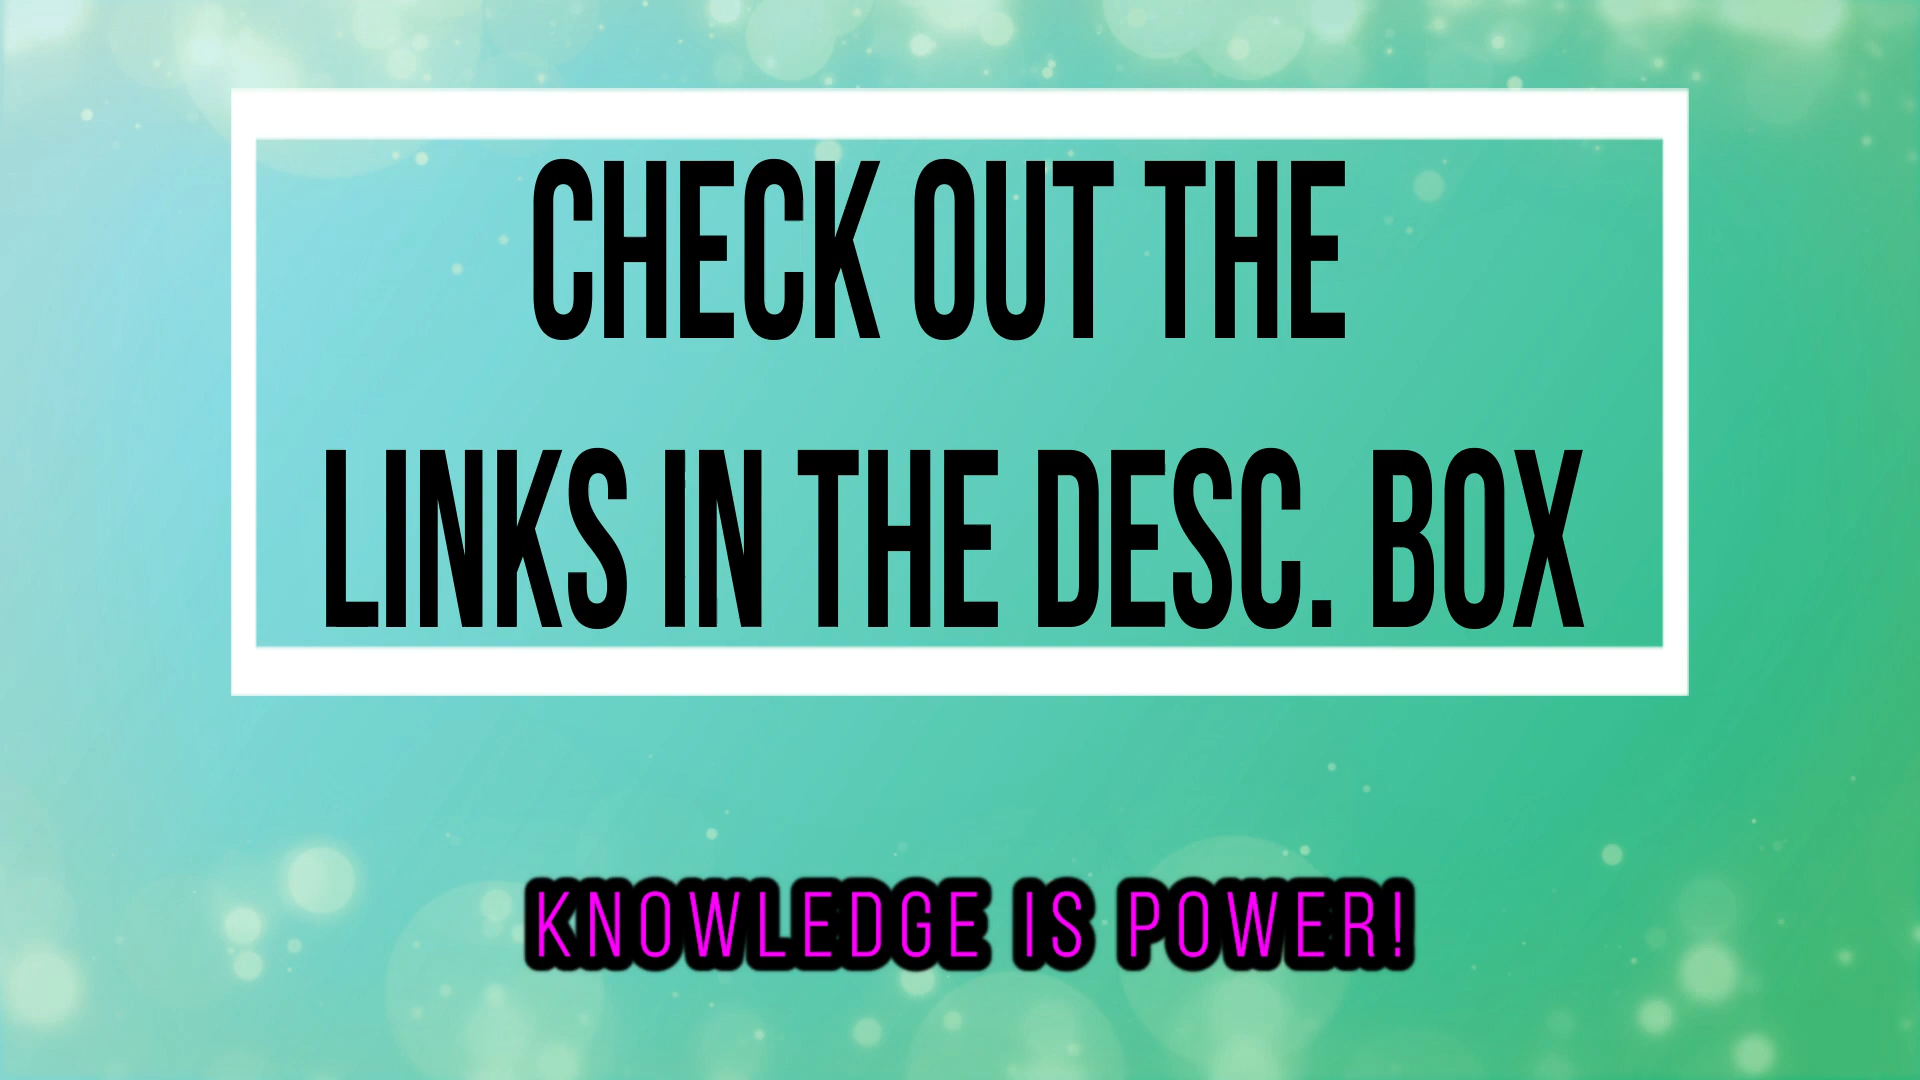 CHECK OUT THE
LINKS IN THE DESC. BOX
KNOWLEDGE IS POWER!